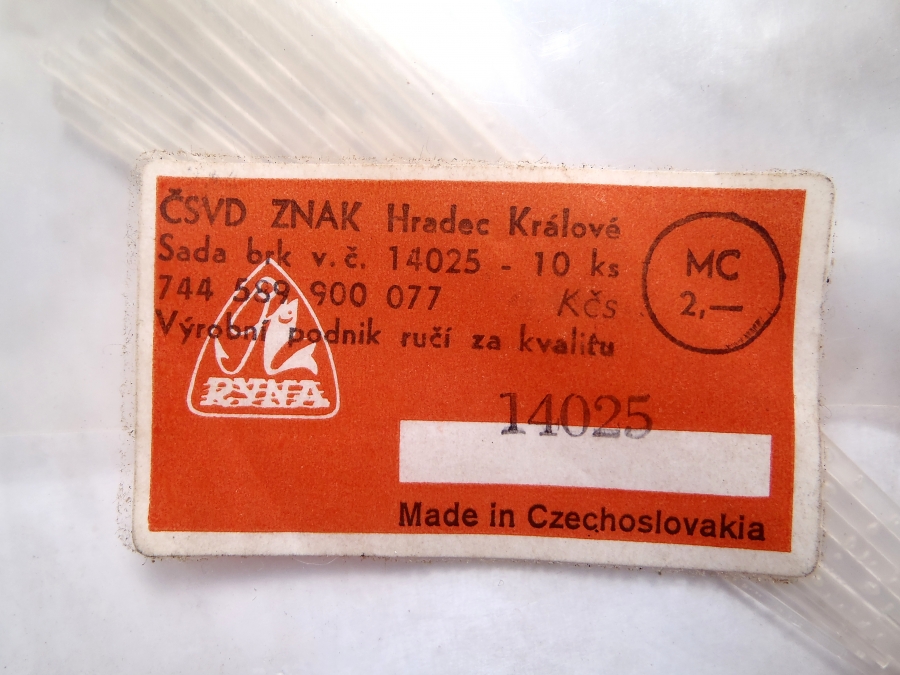 ČSVD ZNAK Hradec Králové
Sada brk v.č. 14025 - 10 ks
744 589 900 077 Kčs
MC
2,—
Výrobní podnik ručí za kvalitu
RYNA
14025
Made in Czechoslovakia